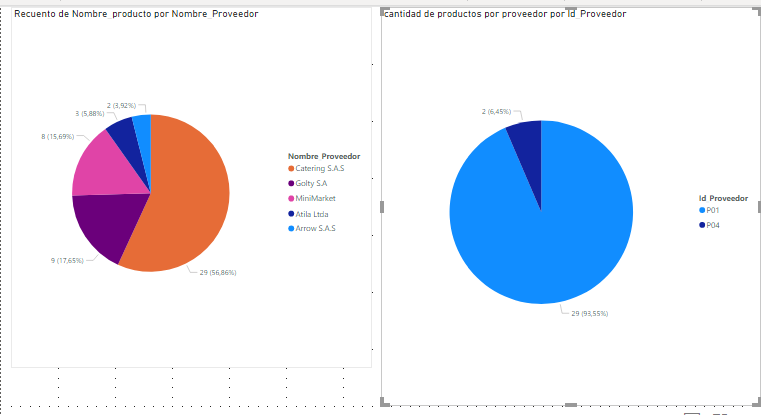 Recuento de Nombre_producto por Nombre_Proveedor
2 (3,92%)
3 (5,88%)
8 (15,69%)
9 (17,65%)
29 (56,86%)
Nombre_Proveedor
Catering S.A.S
Golty S.A
MiniMarket
Atila Ltda
Arrow S.A.S
cantidad de productos por proveedor por Id_Proveedor
2 (6,45%)
29 (93,55%)
Id_Proveedor
P01
P04